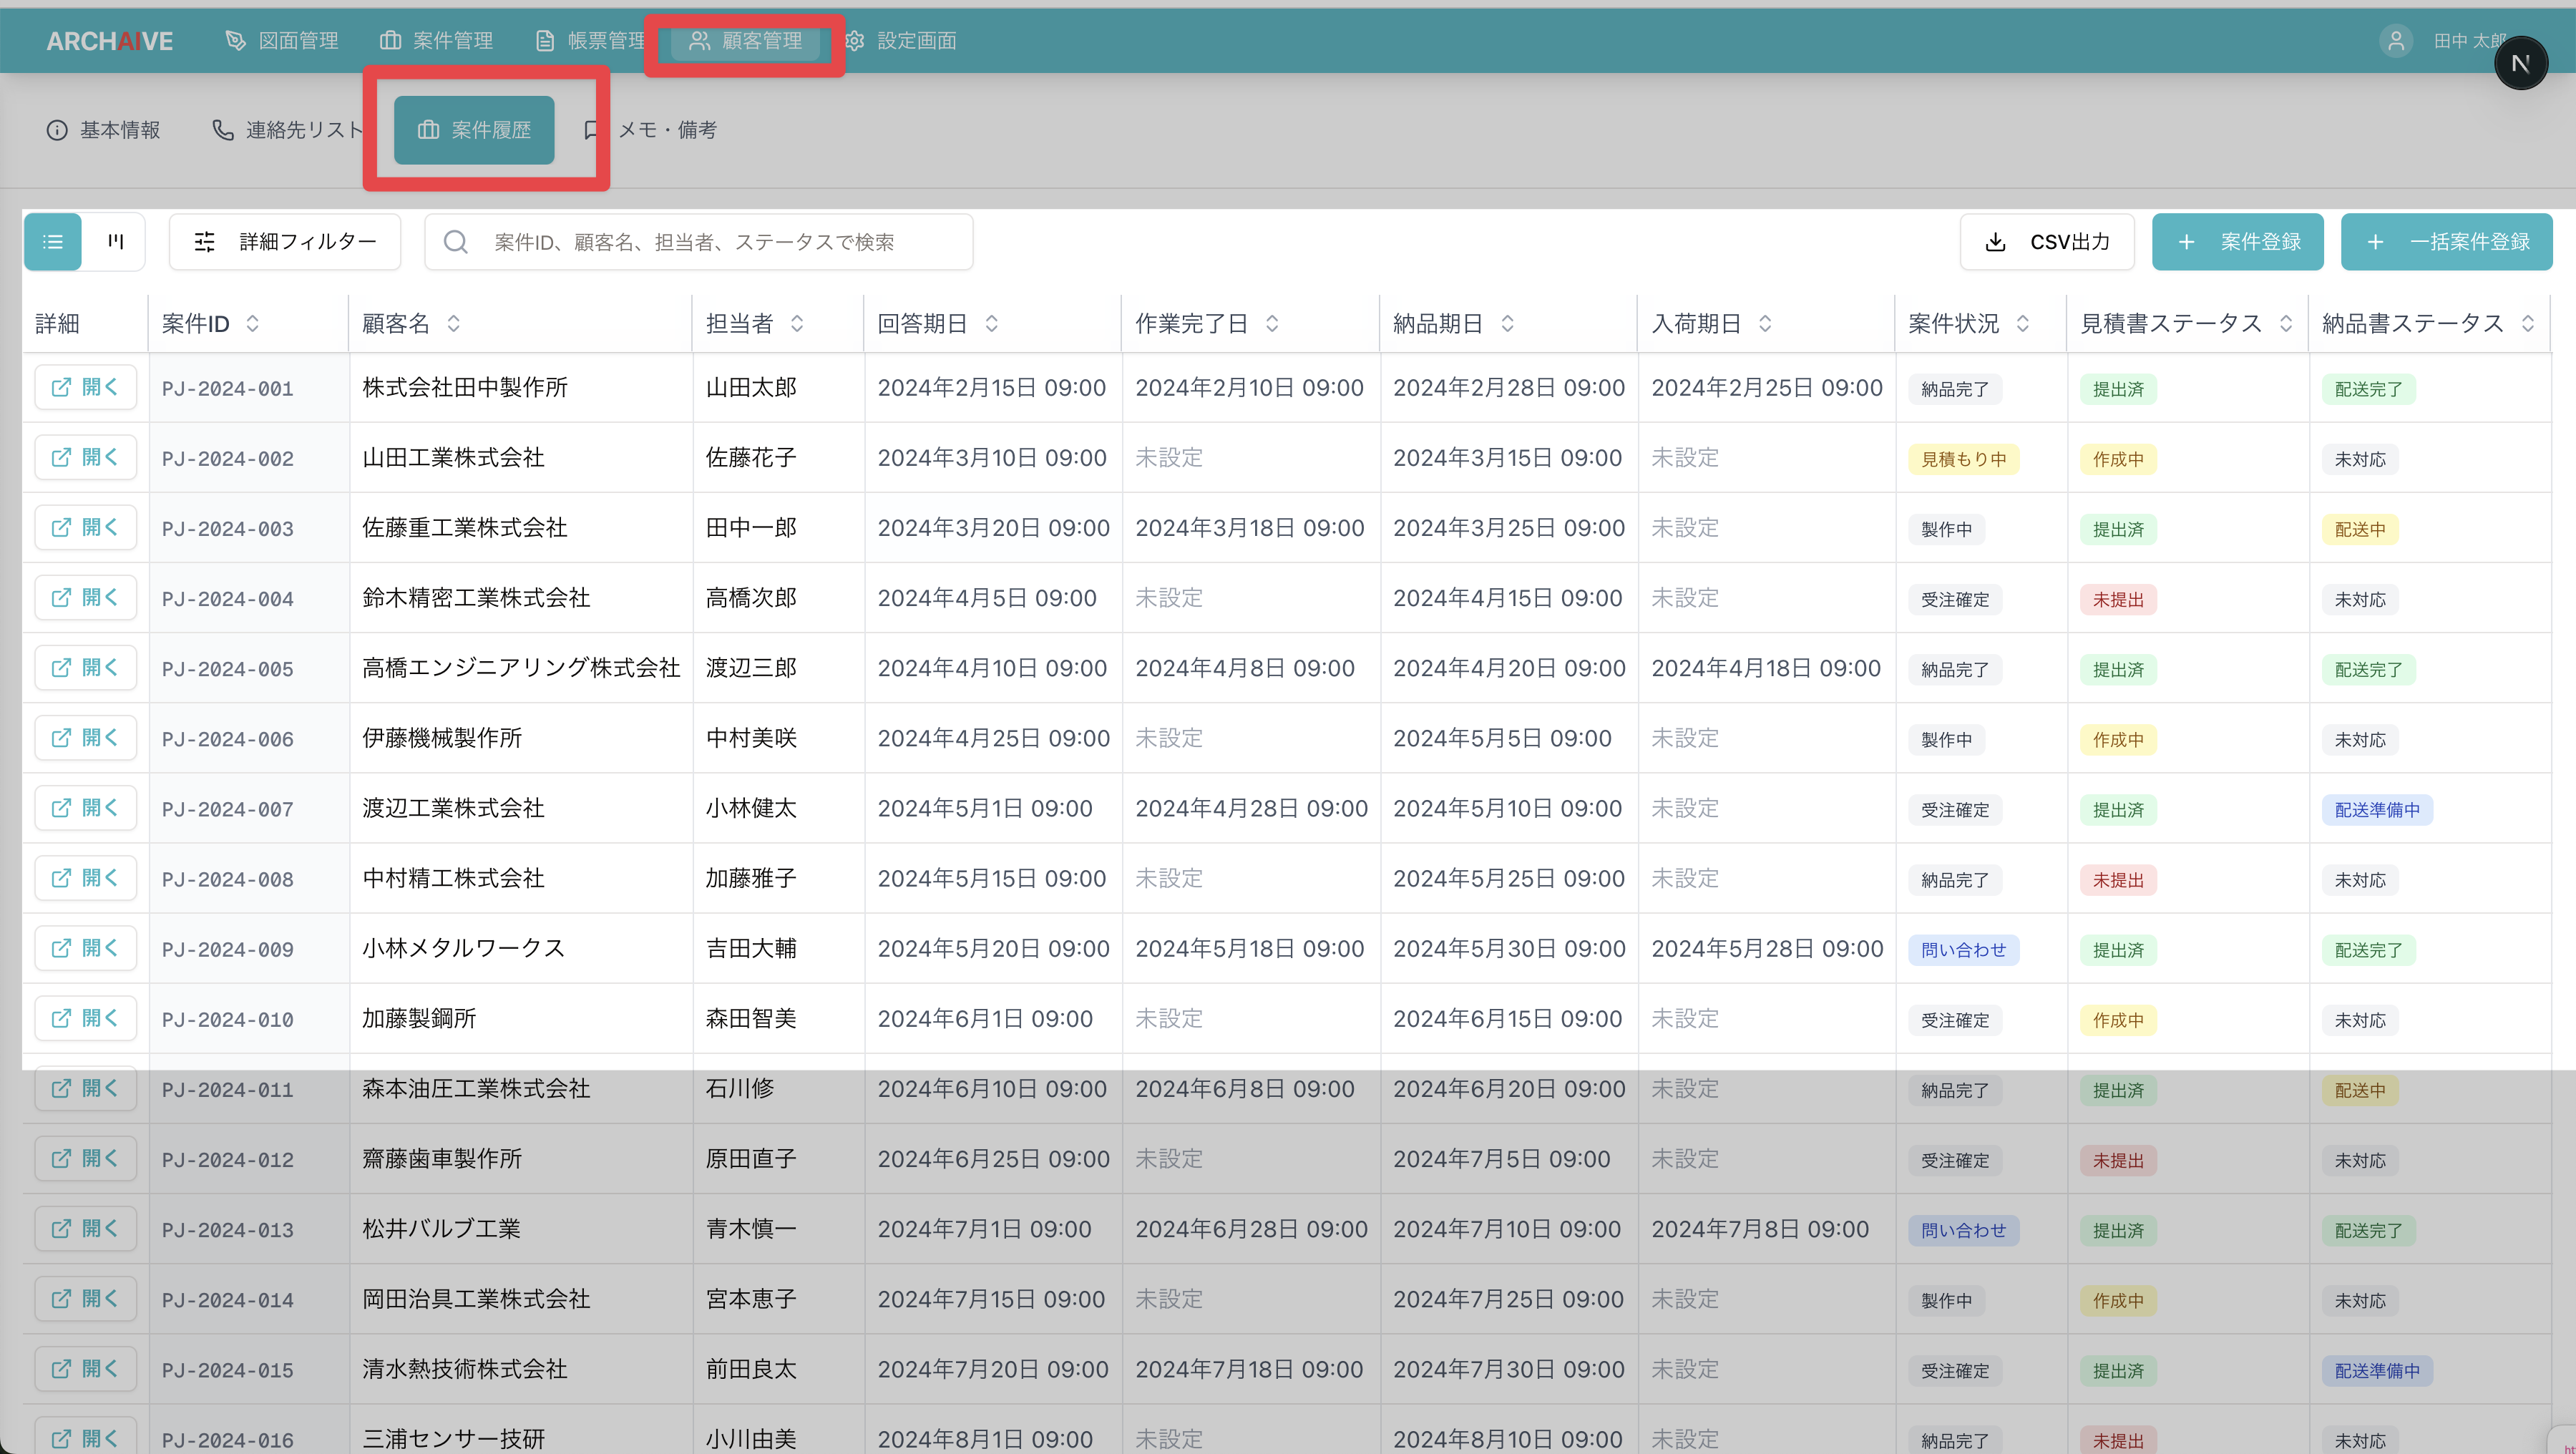 ARCHAIVE 図面管理 案件管理 帳票管理 顧客管理 設定画面 田中 太郎 N
基本情報 連絡先リスト 案件履歴 メモ・備考
詳細フィルター 案件ID、顧客名、担当者、ステータスで検索 CSV出力 + 案件登録 + 一括案件登録
詳細 案件ID 顧客名 担当者 回答期日 作業完了日 納品期日 入荷期日 案件状況 見積書ステータス 納品書ステータス
開く PJ-2024-001 株式会社田中製作所 山田太郎 2024年2月15日 09:00 2024年2月10日 09:00 2024年2月28日 09:00 2024年2月25日 09:00 納品完了 提出済 配送完了
開く PJ-2024-002 山田工業株式会社 佐藤花子 2024年3月10日 09:00 未設定 2024年3月15日 09:00 未設定 見積もり中 作成中 未対応
開く PJ-2024-003 佐藤重工業株式会社 田中一郎 2024年3月20日 09:00 2024年3月18日 09:00 2024年3月25日 09:00 未設定 製作中 提出済 配送中
開く PJ-2024-004 鈴木精密工業株式会社 高橋次郎 2024年4月5日 09:00 未設定 2024年4月15日 09:00 未設定 受注確定 未提出 未対応
開く PJ-2024-005 高橋エンジニアリング株式会社 渡辺三郎 2024年4月10日 09:00 2024年4月8日 09:00 2024年4月20日 09:00 2024年4月18日 09:00 納品完了 提出済 配送完了
開く PJ-2024-006 伊藤機械製作所 中村美咲 2024年4月25日 09:00 未設定 2024年5月5日 09:00 未設定 製作中 作成中 未対応
開く PJ-2024-007 渡辺工業株式会社 小林健太 2024年5月1日 09:00 2024年4月28日 09:00 2024年5月10日 09:00 未設定 受注確定 提出済 配送準備中
開く PJ-2024-008 中村精工株式会社 加藤雅子 2024年5月15日 09:00 未設定 2024年5月25日 09:00 未設定 納品完了 未提出 未対応
開く PJ-2024-009 小林メタルワークス 吉田大輔 2024年5月20日 09:00 2024年5月18日 09:00 2024年5月30日 09:00 2024年5月28日 09:00 問い合わせ 提出済 配送完了
開く PJ-2024-010 加藤製鋼所 森田智美 2024年6月1日 09:00 未設定 2024年6月15日 09:00 未設定 受注確定 作成中 未対応
開く PJ-2024-011 森本油圧工業株式会社 石川修 2024年6月10日 09:00 2024年6月8日 09:00 2024年6月20日 09:00 未設定 納品完了 提出済 配送中
開く PJ-2024-012 齋藤歯車製作所 原田直子 2024年6月25日 09:00 未設定 2024年7月5日 09:00 未設定 受注確定 未提出 未対応
開く PJ-2024-013 松井バルブ工業 青木慎一 2024年7月1日 09:00 2024年6月28日 09:00 2024年7月10日 09:00 2024年7月8日 09:00 問い合わせ 提出済 配送完了
開く PJ-2024-014 岡田治具工業株式会社 宮本恵子 2024年7月15日 09:00 未設定 2024年7月25日 09:00 未設定 製作中 作成中 未対応
開く PJ-2024-015 清水熱技術株式会社 前田良太 2024年7月20日 09:00 2024年7月18日 09:00 2024年7月30日 09:00 未設定 受注確定 提出済 配送準備中
開く PJ-2024-016 三浦センサー技研 小川由美 2024年8月1日 09:00 未設定 2024年8月10日 09:00 未設定 納品完了 未提出 未対応